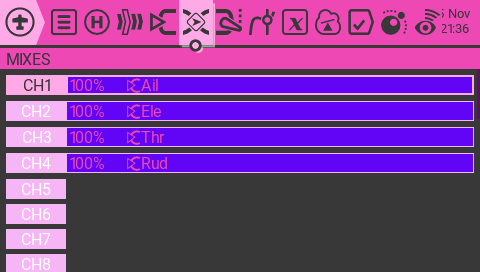 5 Nov
21:36
MIXES
CH1 100% Ail
CH2 100% Ele
CH3 100% Thr
CH4 100% Rud
CH5
CH6
CH7
CH8